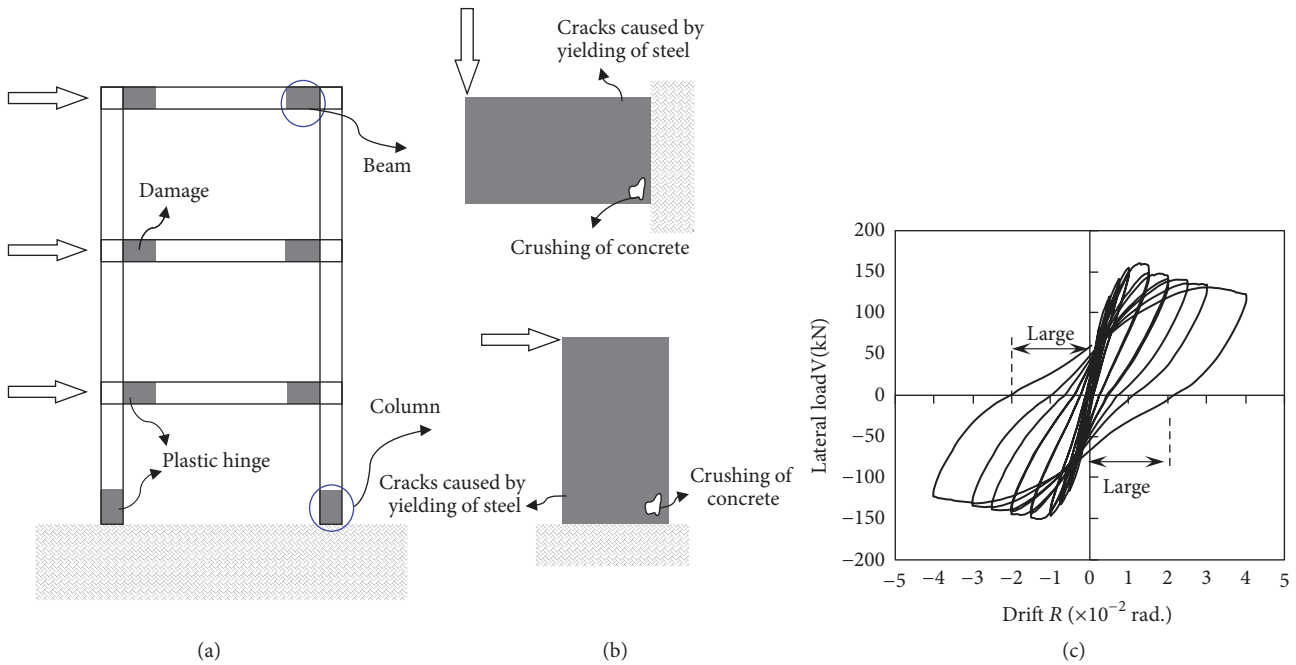 Beam
Damage
Plastic hinge
Column
(a)
Cracks caused by
yielding of steel
Crushing of concrete
Cracks caused by
yielding of steel
Crushing of
concrete
(b)
200
150
100
50
0
−50
−100
−150
−200
Lateral load V (kN)
Large
Large
−5 −4 −3 −2 −1 0 1 2 3 4 5
Drift R (×10⁻² rad.)
(c)